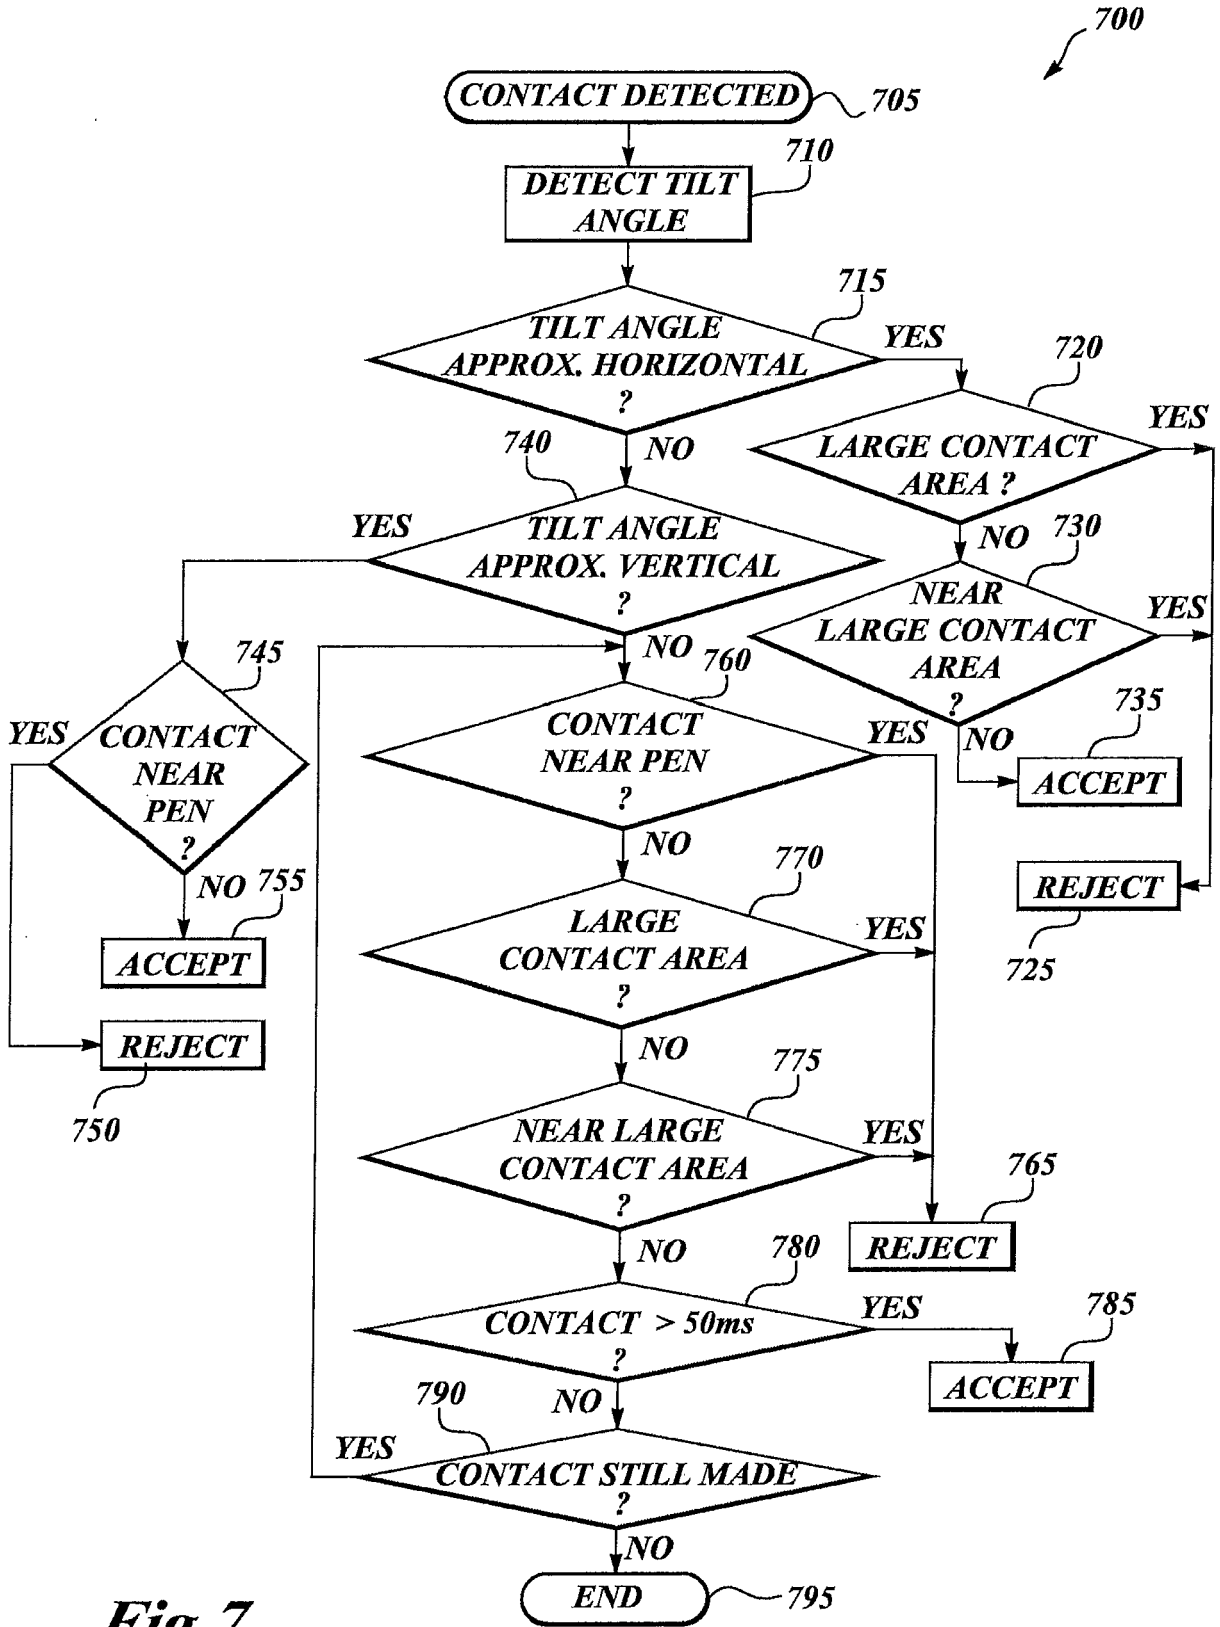 700
CONTACT DETECTED
705
710
DETECT TILT
ANGLE
715
TILT ANGLE
APPROX. HORIZONTAL
?
YES
720
LARGE CONTACT
AREA ?
YES
NO
740
YES
TILT ANGLE
APPROX. VERTICAL
?
NO
730
NEAR
LARGE CONTACT
AREA
?
YES
NO
735
ACCEPT
REJECT
725
NO
745
YES
CONTACT
NEAR
PEN
?
NO
755
ACCEPT
REJECT
750
760
CONTACT
NEAR PEN
?
YES
NO
770
LARGE
CONTACT AREA
?
YES
NO
775
NEAR LARGE
CONTACT AREA
?
YES
765
REJECT
NO
780
CONTACT > 50ms
?
YES
785
ACCEPT
NO
790
YES
CONTACT STILL MADE
?
NO
END
795
Fig. 7